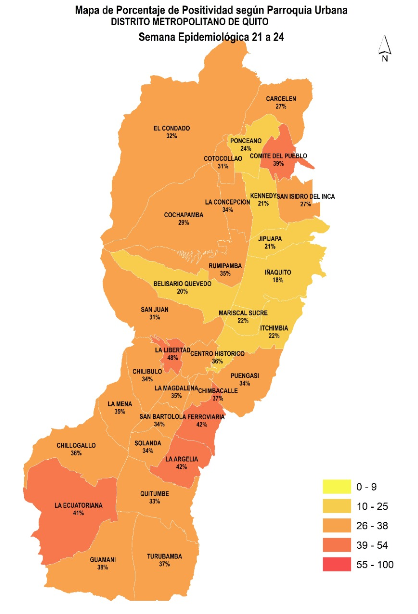 Mapa de Porcentaje de Positividad según Parroquia Urbana
DISTRITO METROPOLITANO DE QUITO
Semana Epidemiológica 21 a 24
N
CARCELEN
27%
EL CONDADO
32%
PONCEANO
24%
COTOCOLLAO
31%
COMITE DEL PUEBLO
39%
KENNEDY
21%
SAN ISIDRO DEL INCA
27%
LA CONCEPCION
34%
COCHAPAMBA
29%
JIPIJAPA
21%
RUMIPAMBA
35%
IÑAQUITO
18%
BELISARIO QUEVEDO
20%
SAN JUAN
31%
MARISCAL SUCRE
22%
ITCHIMBIA
22%
LA LIBERTAD
48%
CENTRO HISTORICO
36%
CHILIBULO
34%
PUENGASI
34%
LA MAGDALENA
35%
CHIMBACALLE
37%
LA MENA
35%
SAN BARTOLOLA FERROVIARIA
34%
42%
CHILLOGALLO
36%
SOLANDA
34%
LA ARGELIA
42%
QUITUMBE
33%
LA ECUATORIANA
41%
GUAMANI
TURUBAMBA
37%
0 - 9
10 - 25
26 - 38
39 - 54
55 - 100